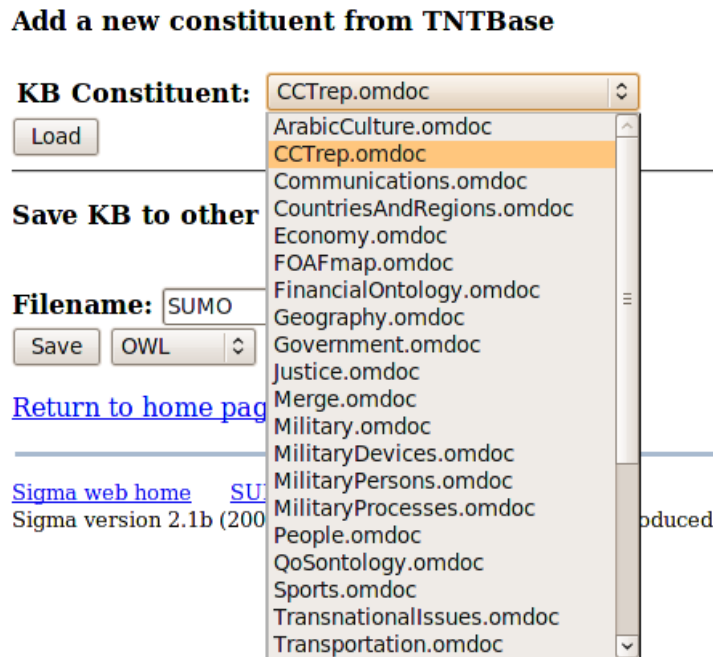 Add a new constituent from TNTBase
KB Constituent: CCTrep.omdoc
Load
ArabicCulture.omdoc
CCTrep.omdoc
Communications.omdoc
CountriesAndRegions.omdoc
Economy.omdoc
FOAFmap.omdoc
FinancialOntology.omdoc
Geography.omdoc
Government.omdoc
Justice.omdoc
Merge.omdoc
Military.omdoc
MilitaryDevices.omdoc
MilitaryPersons.omdoc
MilitaryProcesses.omdoc
People.omdoc
QoSontology.omdoc
Sports.omdoc
TransnationalIssues.omdoc
Transportation.omdoc
Save KB to other
Filename: SUMO
Save OWL
Return to home pag
Sigma web home SU
Sigma version 2.1b (200 oduced